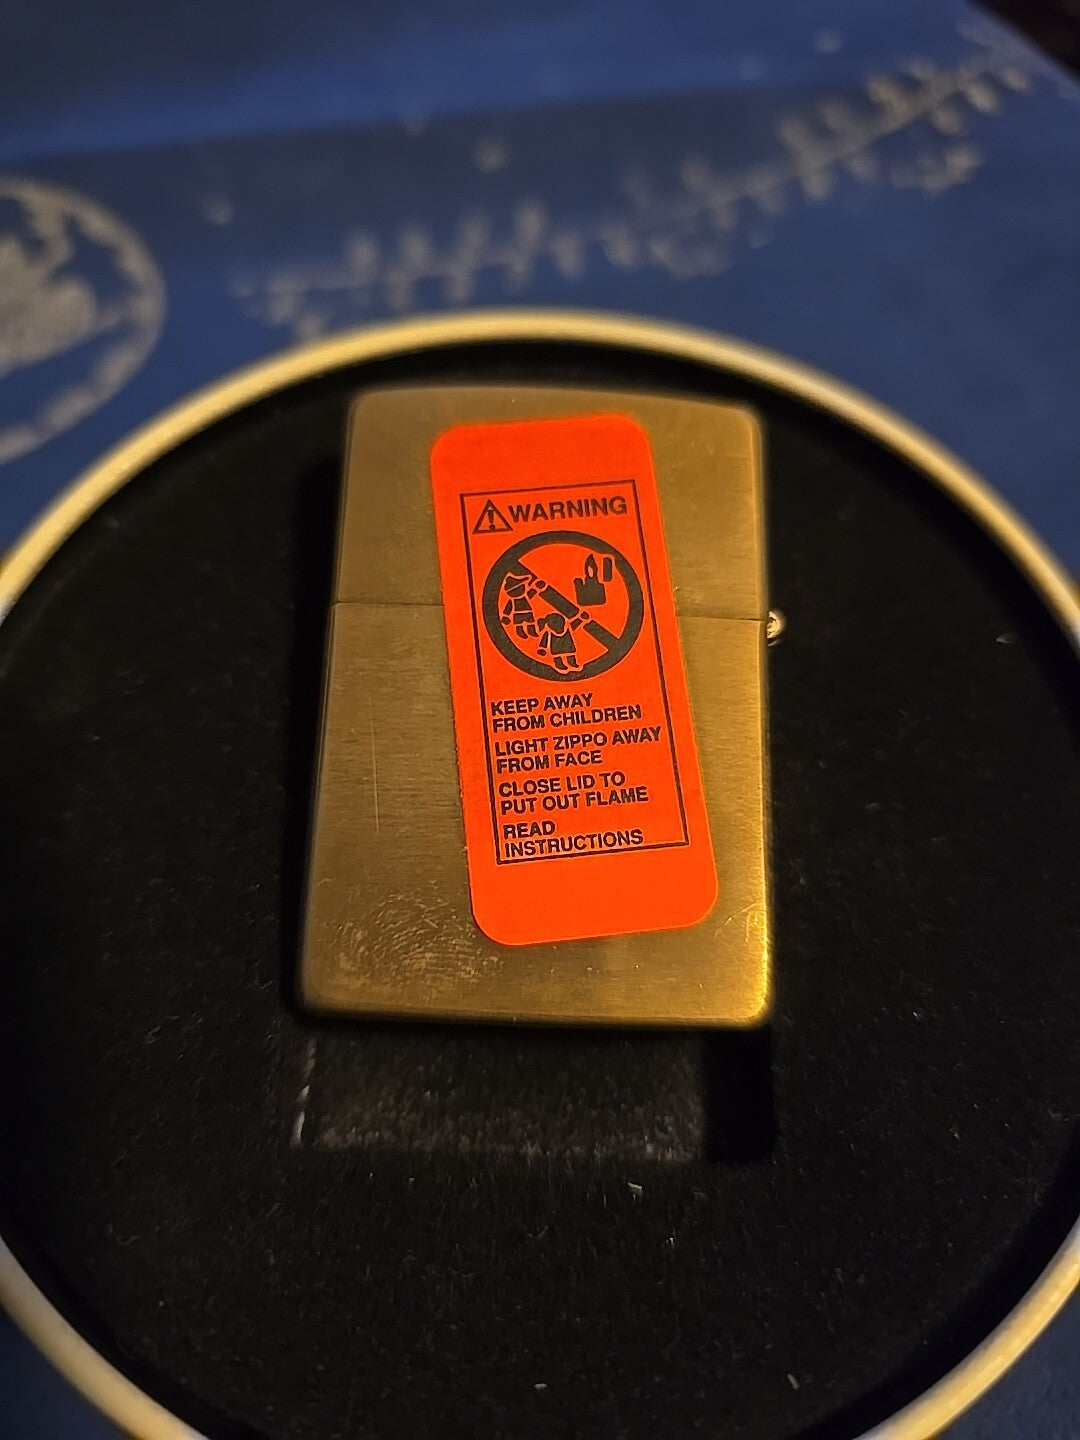 WARNING
KEEP AWAY
FROM CHILDREN
LIGHT ZIPPO AWAY
FROM FACE
CLOSE LID TO
PUT OUT FLAME
READ
INSTRUCTIONS